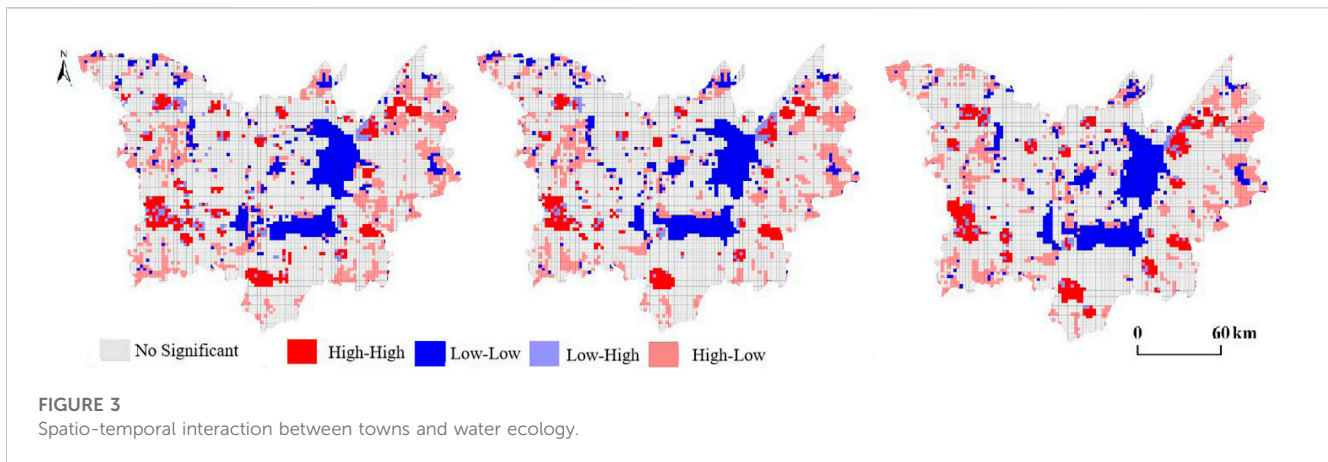 N
No Significant High-High Low-Low Low-High High-Low
0 60 km
FIGURE 3
Spatio-temporal interaction between towns and water ecology.